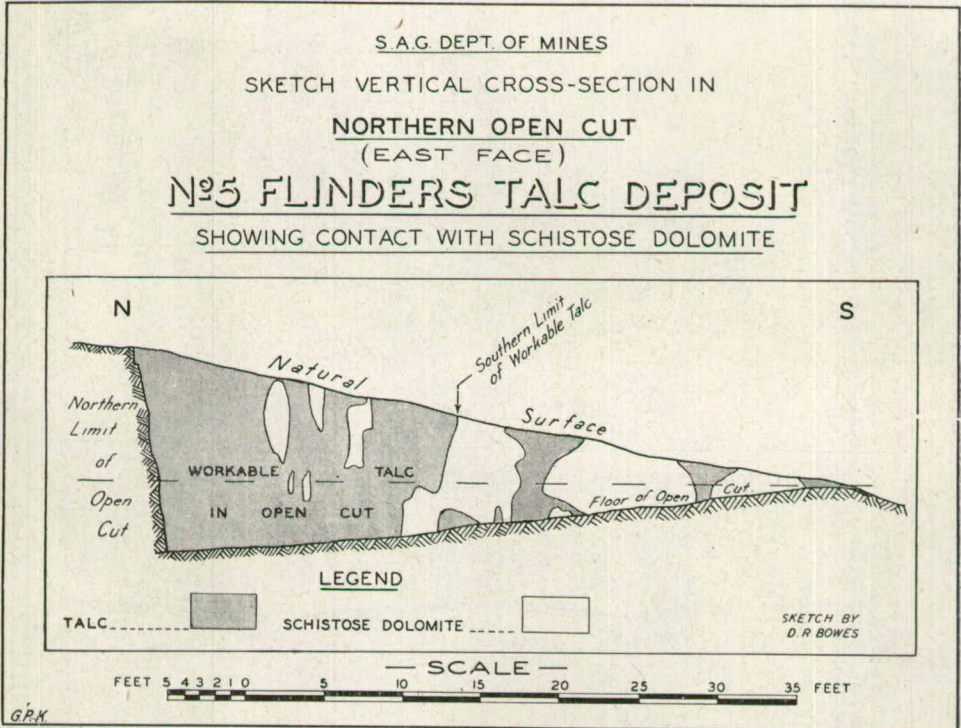 S.A.G. DEPT. OF MINES
SKETCH VERTICAL CROSS-SECTION IN
NORTHERN OPEN CUT
(EAST FACE)
Nº5 FLINDERS TALC DEPOSIT
SHOWING CONTACT WITH SCHISTOSE DOLOMITE
N
S
Southern Limit
of Workable Talc
Natural Surface
Northern
Limit
of
Open
Cut
WORKABLE TALC
IN OPEN CUT
Floor of Open Cut
LEGEND
TALC
SCHISTOSE DOLOMITE
SKETCH BY
D.R. BOWES
SCALE
FEET 5 4 3 2 1 0 5 10 15 20 25 30 35 FEET
G.P.K.